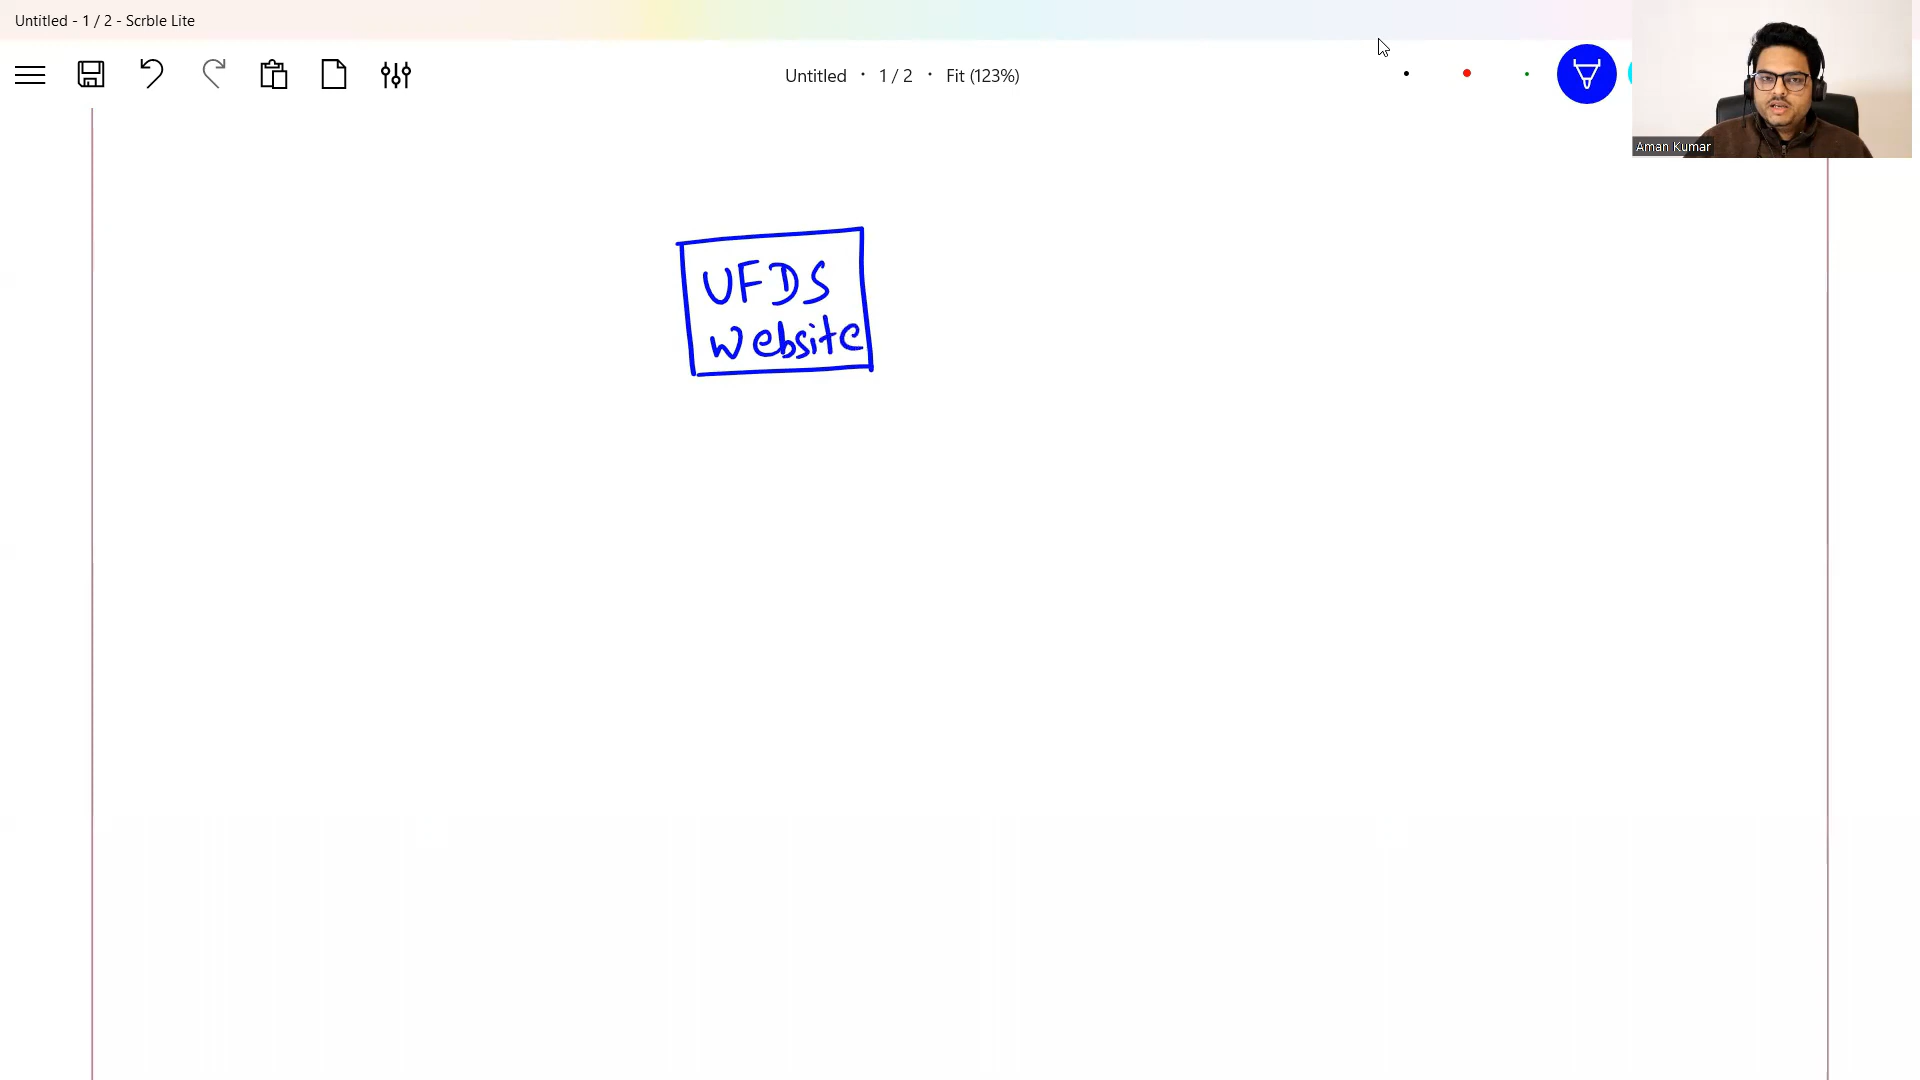 Untitled - 1 / 2 - Scrble Lite
Untitled • 1 / 2 • Fit (123%)
Aman Kumar
UFDS
Website